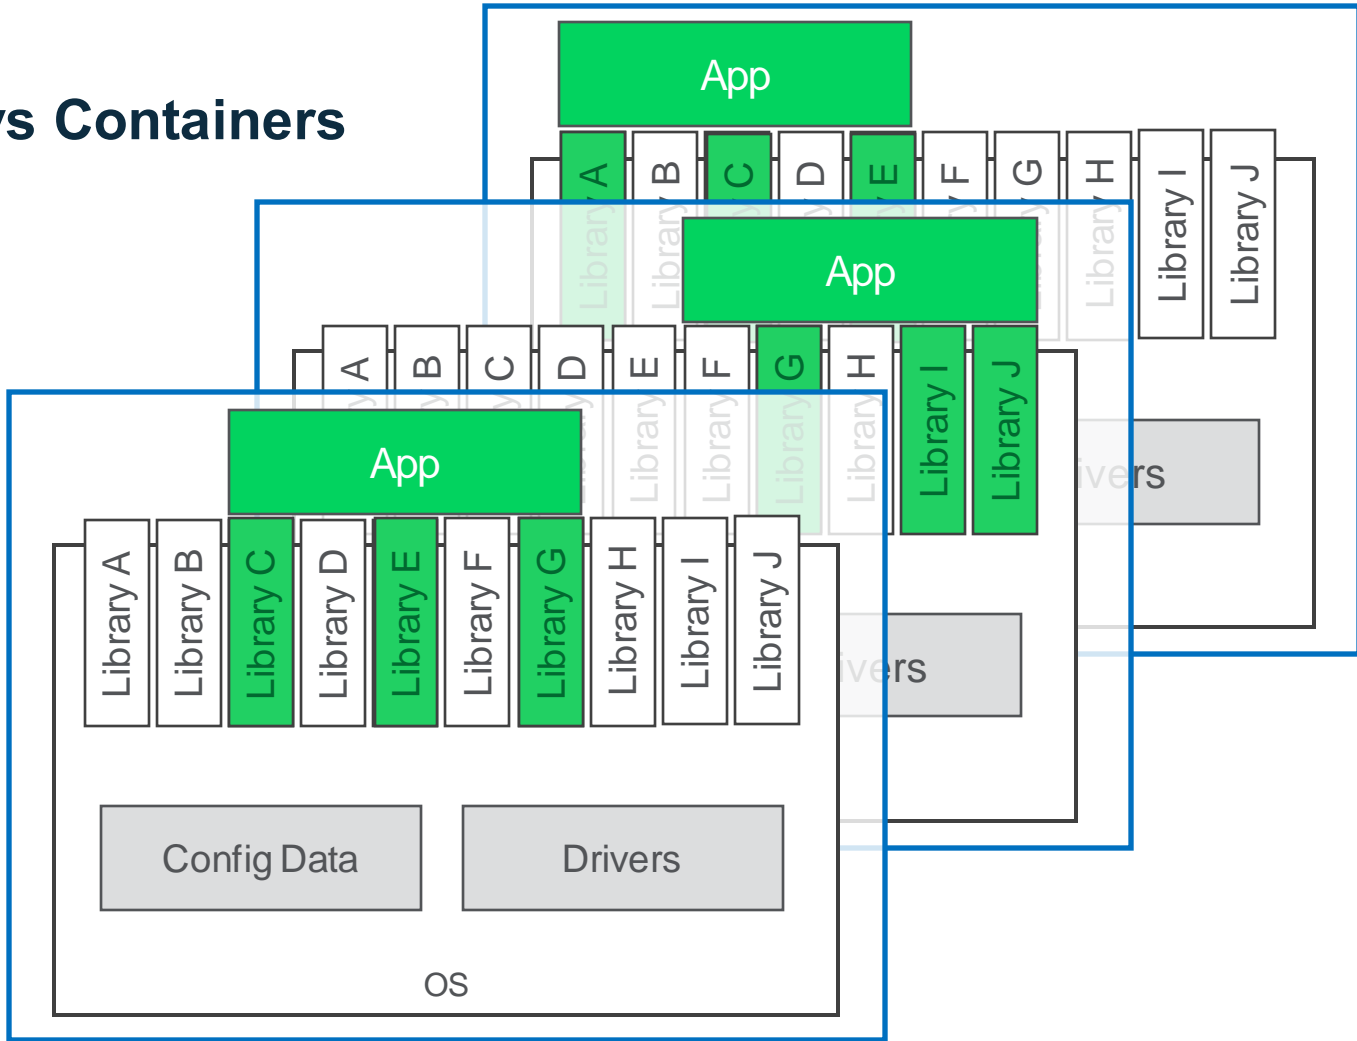 vs Containers
App
Library A
Library B
C
D
E
F
G
Library H
Library I
Library J
App
A
B
C
D
Library E
Library F
Library G
Library H
Library I
Library J
App
Library A
Library B
Library C
Library D
Library E
Library F
Library G
Library H
Library I
Library J
Config Data
Drivers
OS